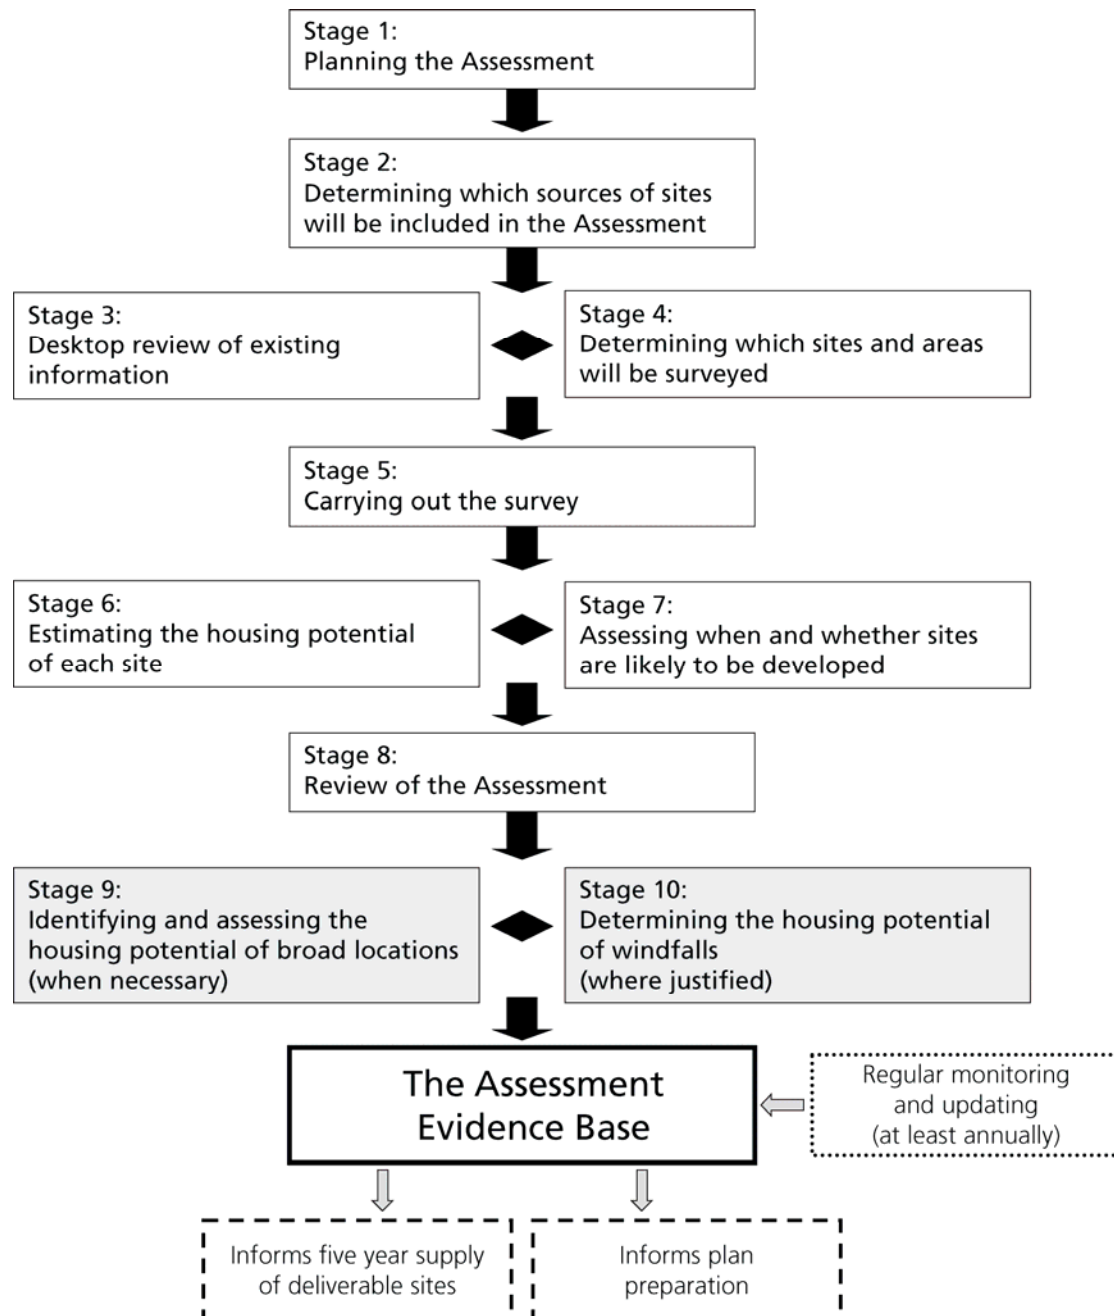 Stage 1:
Planning the Assessment
Stage 2:
Determining which sources of sites
will be included in the Assessment
Stage 3:
Desktop review of existing
information
Stage 4:
Determining which sites and areas
will be surveyed
Stage 5:
Carrying out the survey
Stage 6:
Estimating the housing potential
of each site
Stage 7:
Assessing when and whether sites
are likely to be developed
Stage 8:
Review of the Assessment
Stage 9:
Identifying and assessing the
housing potential of broad locations
(when necessary)
Stage 10:
Determining the housing potential
of windfalls
(where justified)
The Assessment
Evidence Base
Regular monitoring
and updating
(at least annually)
Informs five year supply
of deliverable sites
Informs plan
preparation